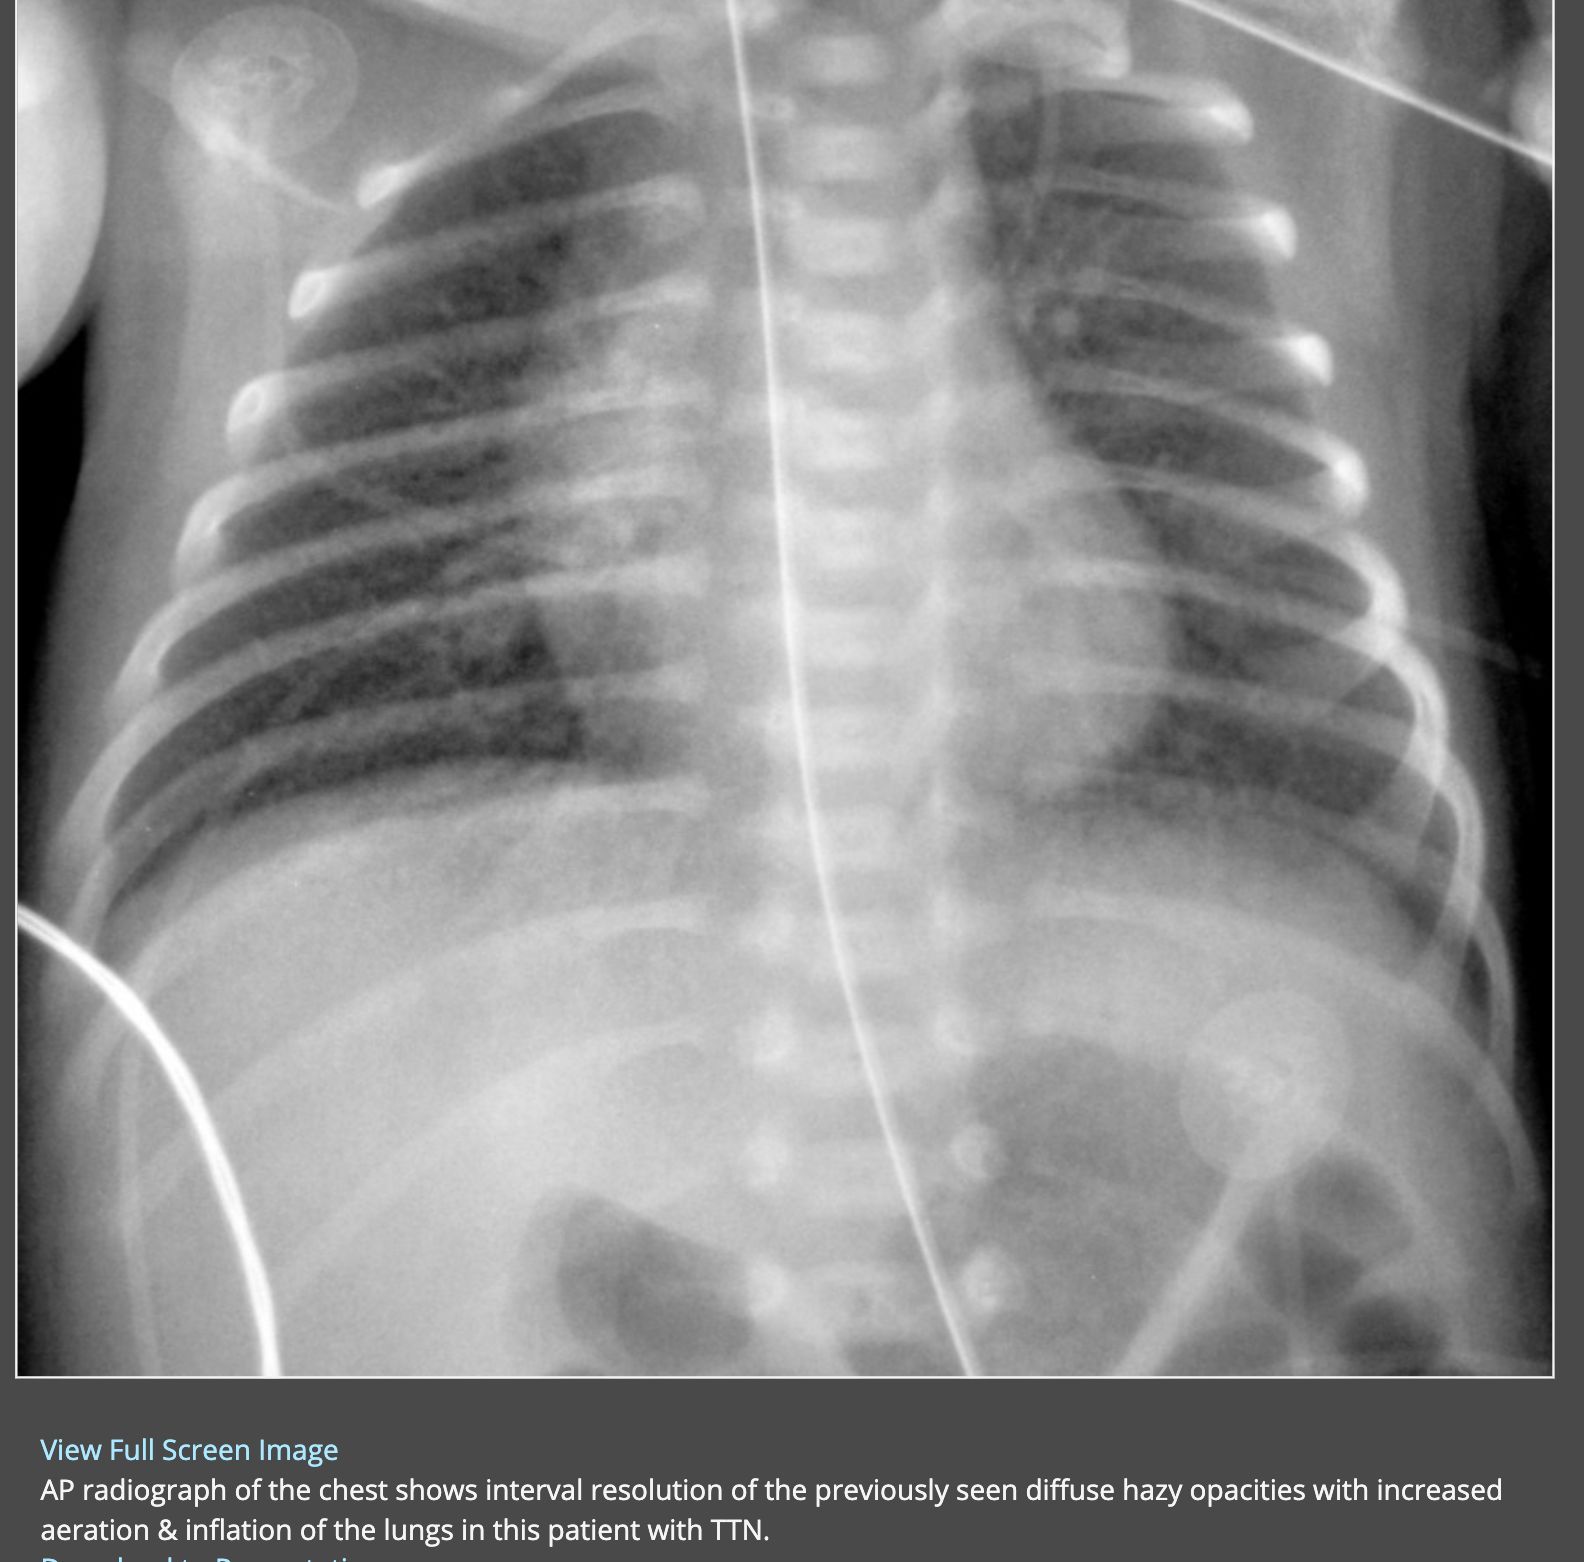 View Full Screen Image
AP radiograph of the chest shows interval resolution of the previously seen diffuse hazy opacities with increased
aeration & inflation of the lungs in this patient with TTN.